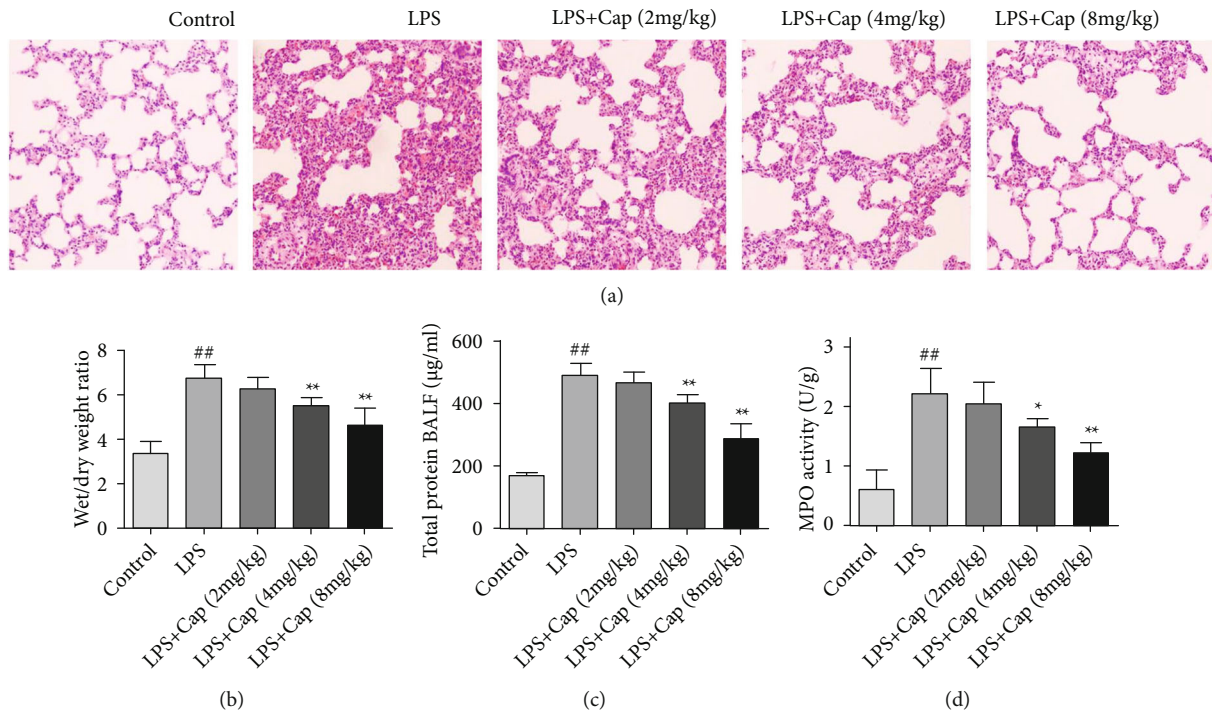 Control LPS LPS+Cap (2mg/kg) LPS+Cap (4mg/kg) LPS+Cap (8mg/kg)
(a)
Wet/dry weight ratio
8
6
4
2
0
##
**
**
Control
LPS
LPS+Cap (2mg/kg)
LPS+Cap (4mg/kg)
LPS+Cap (8mg/kg)
(b)
Total protein BALF (μg/ml)
600
400
200
0
##
**
**
Control
LPS
LPS+Cap (2mg/kg)
LPS+Cap (4mg/kg)
LPS+Cap (8mg/kg)
(c)
MPO activity (U/g)
3
2
1
0
##
*
**
Control
LPS
LPS+Cap (2mg/kg)
LPS+Cap (4mg/kg)
LPS+Cap (8mg/kg)
(d)